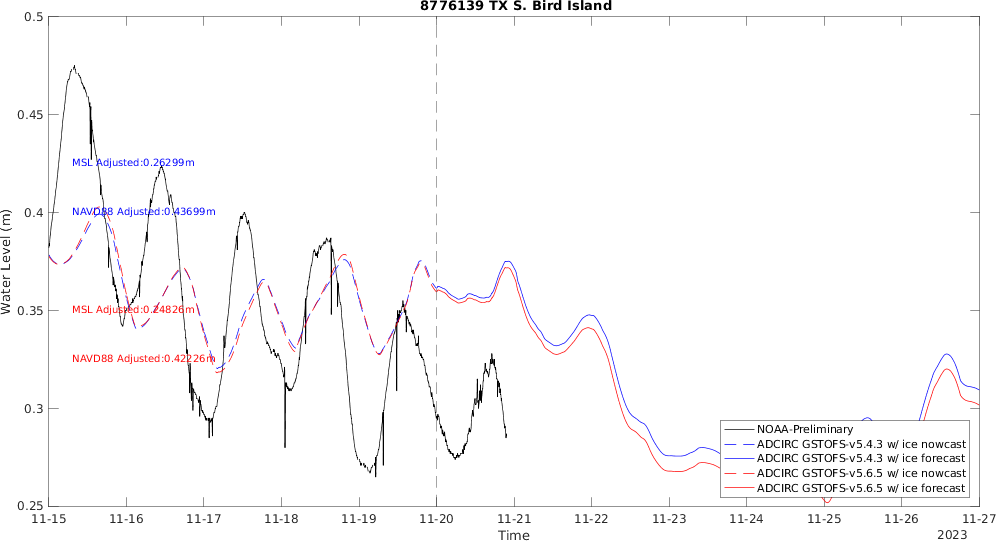 8776139 TX S. Bird Island
0.5
0.45
0.4
0.35
0.3
0.25
Water Level (m)
MSL Adjusted:0.26299m
NAVD88 Adjusted:0.43699m
MSL Adjusted:0.24826m
NAVD88 Adjusted:0.42226m
NOAA-Preliminary
ADCIRC GSTOFS-v5.4.3 w/ ice nowcast
ADCIRC GSTOFS-v5.4.3 w/ ice forecast
ADCIRC GSTOFS-v5.6.5 w/ ice nowcast
ADCIRC GSTOFS-v5.6.5 w/ ice forecast
11-15 11-16 11-17 11-18 11-19 11-20 11-21 11-22 11-23 11-24 11-25 11-26 11-27
Time
2023